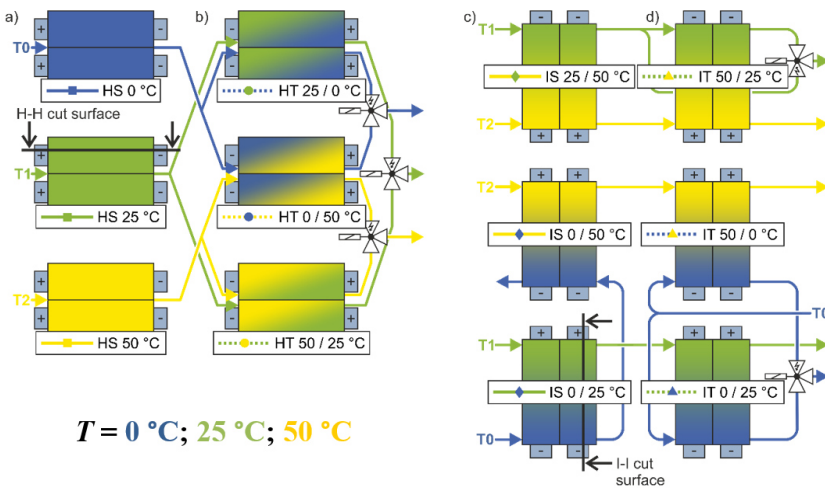 a)
b)
T0
HS 0 °C
HT 25 / 0 °C
H-H cut surface
T1
HS 25 °C
HT 0 / 50°C
T2
HS 50 °C
HT 50 / 25°C
T = 0 °C; 25 °C; 50 °C
c)
d)
T1
IS 25 / 50°C
IT 50 / 25°C
T2
T2
IS 0 / 50°C
IT 50 / 0°C
T0
T1
IS 0 / 25°C
IT 0 / 25°C
T0
I-I cut
surface